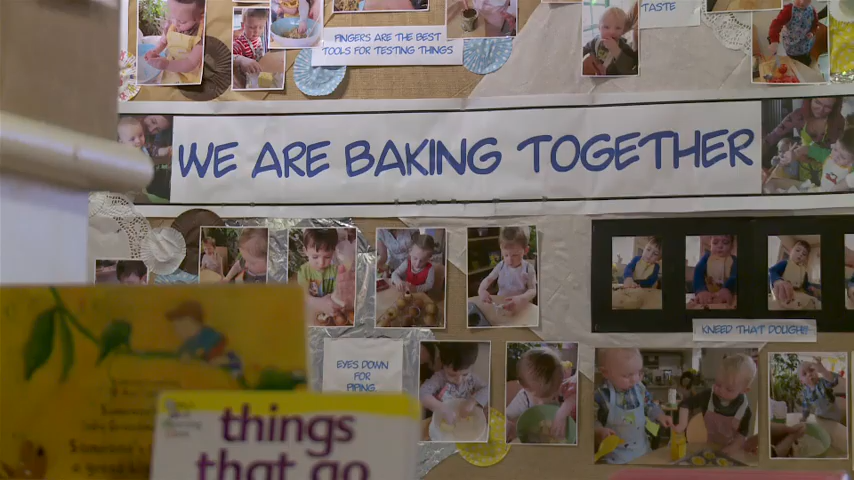 TASTE
FINGERS ARE THE BEST
TOOLS FOR TESTING THINGS
WE ARE BAKING TOGETHER
KNEED THAT DOUGH!!!
EYES DOWN
FOR
PIPING
things
that go